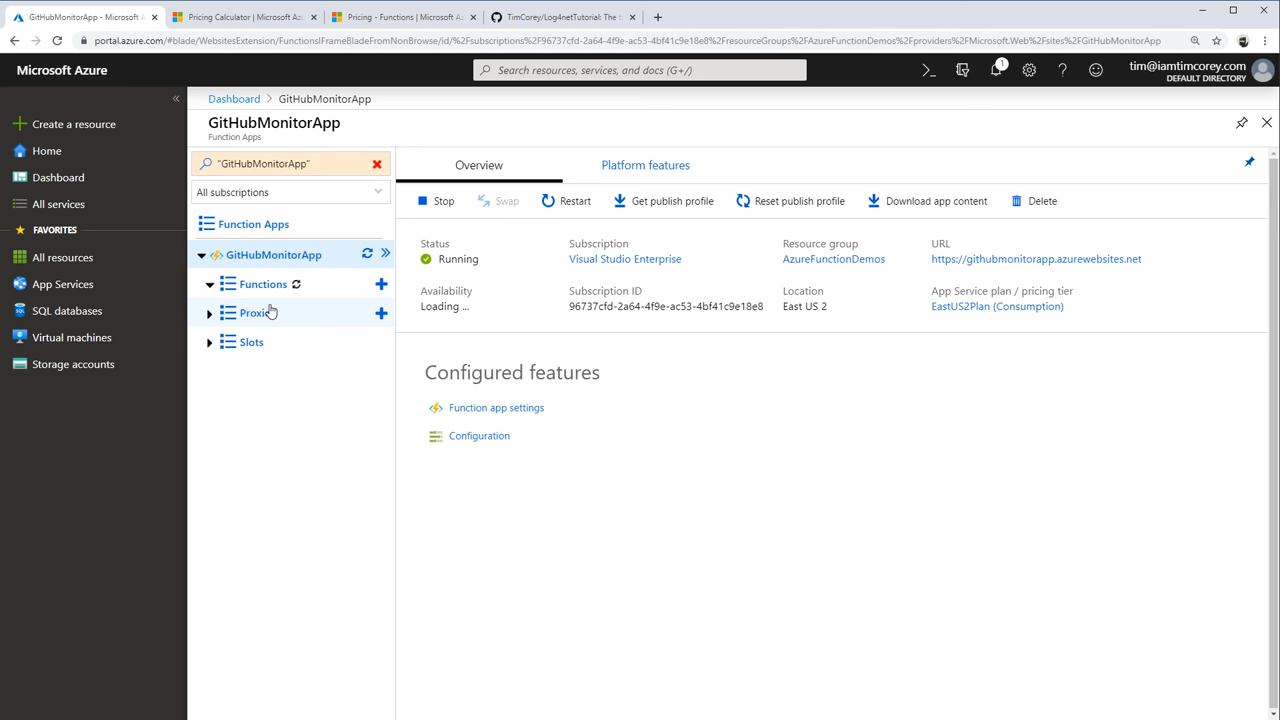 GitHubMonitorApp - Microsoft A
Pricing Calculator | Microsoft Az
Pricing - Functions | Microsoft A
TimCorey/Log4netTutorial: The t
portal.azure.com/#blade/WebsitesExtension/FunctionsIFrameBladeFromNonBrowse/id/%2Fsubscriptions%2F96737cfd-2a64-4f9e-ac53-4bf41c9e18e8%2FresourceGroups%2FAzureFunctionDemos%2Fproviders%2FMicrosoft.Web%2Fsites%2FGitHubMonitorApp
Microsoft Azure
Search resources, services, and docs (G+/)
1
tim@iamtimcorey.com
DEFAULT DIRECTORY
Create a resource
Home
Dashboard
All services
FAVORITES
All resources
App Services
SQL databases
Virtual machines
Storage accounts
Dashboard > GitHubMonitorApp
GitHubMonitorApp
Function Apps
"GitHubMonitorApp"
All subscriptions
Function Apps
GitHubMonitorApp
Functions
Slots
Overview
Platform features
Stop
Swap
Restart
Get publish profile
Reset publish profile
Download app content
Delete
Status
Running
Subscription
Visual Studio Enterprise
Resource group
AzureFunctionDemos
URL
https://githubmonitorapp.azurewebsites.net
Availability
Loading ...
Subscription ID
96737cfd-2a64-4f9e-ac53-4bf41c9e18e8
Location
East US 2
App Service plan / pricing tier
EastUS2Plan (Consumption)
Configured features
Function app settings
Configuration